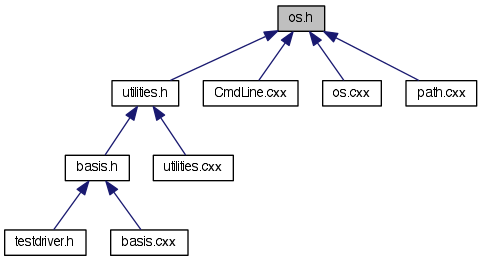 os.h
utilities.h
CmdLine.cxx
os.cxx
path.cxx
basis.h
utilities.cxx
testdriver.h
basis.cxx